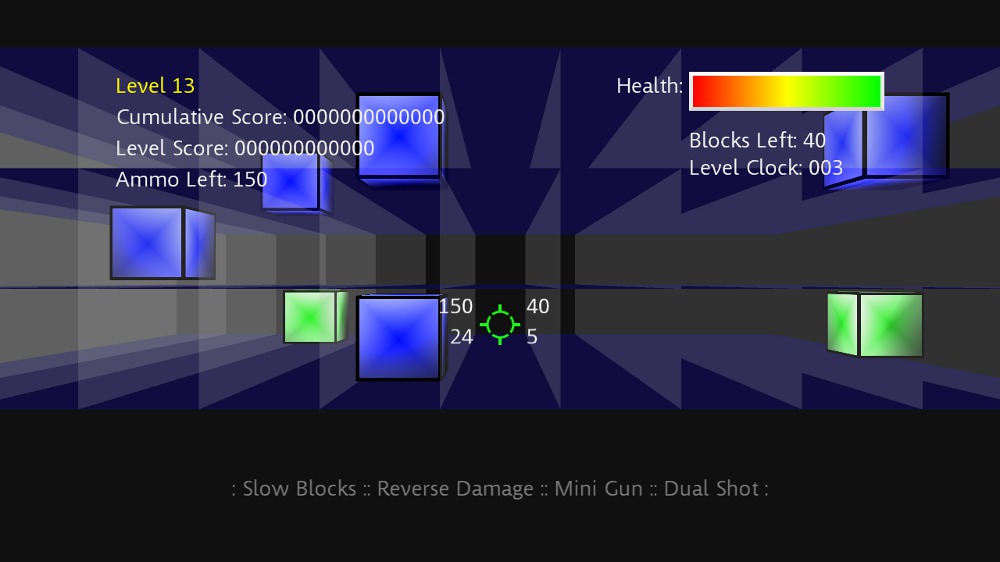 Level 13
Cumulative Score: 0000000000000
Level Score: 000000000000
Ammo Left: 150
Health:
Blocks Left: 40
Level Clock: 003
150 40
24 5
: Slow Blocks :: Reverse Damage :: Mini Gun :: Dual Shot :